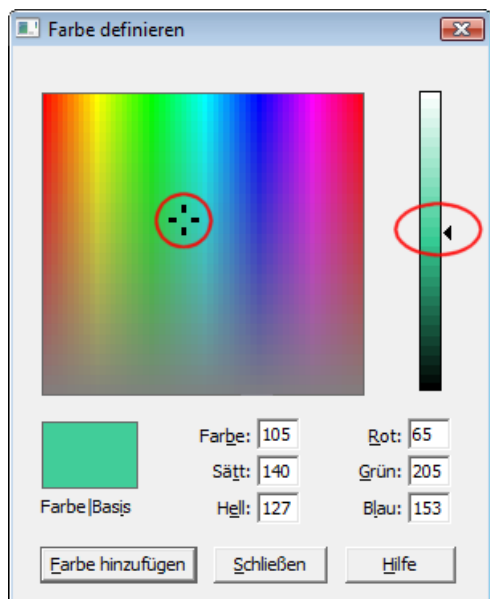 Farbe definieren
Farbe: 105 Rot: 65
Sätt: 140 Grün: 205
Farbe|Basis Hell: 127 Blau: 153
Farbe hinzufügen Schließen Hilfe